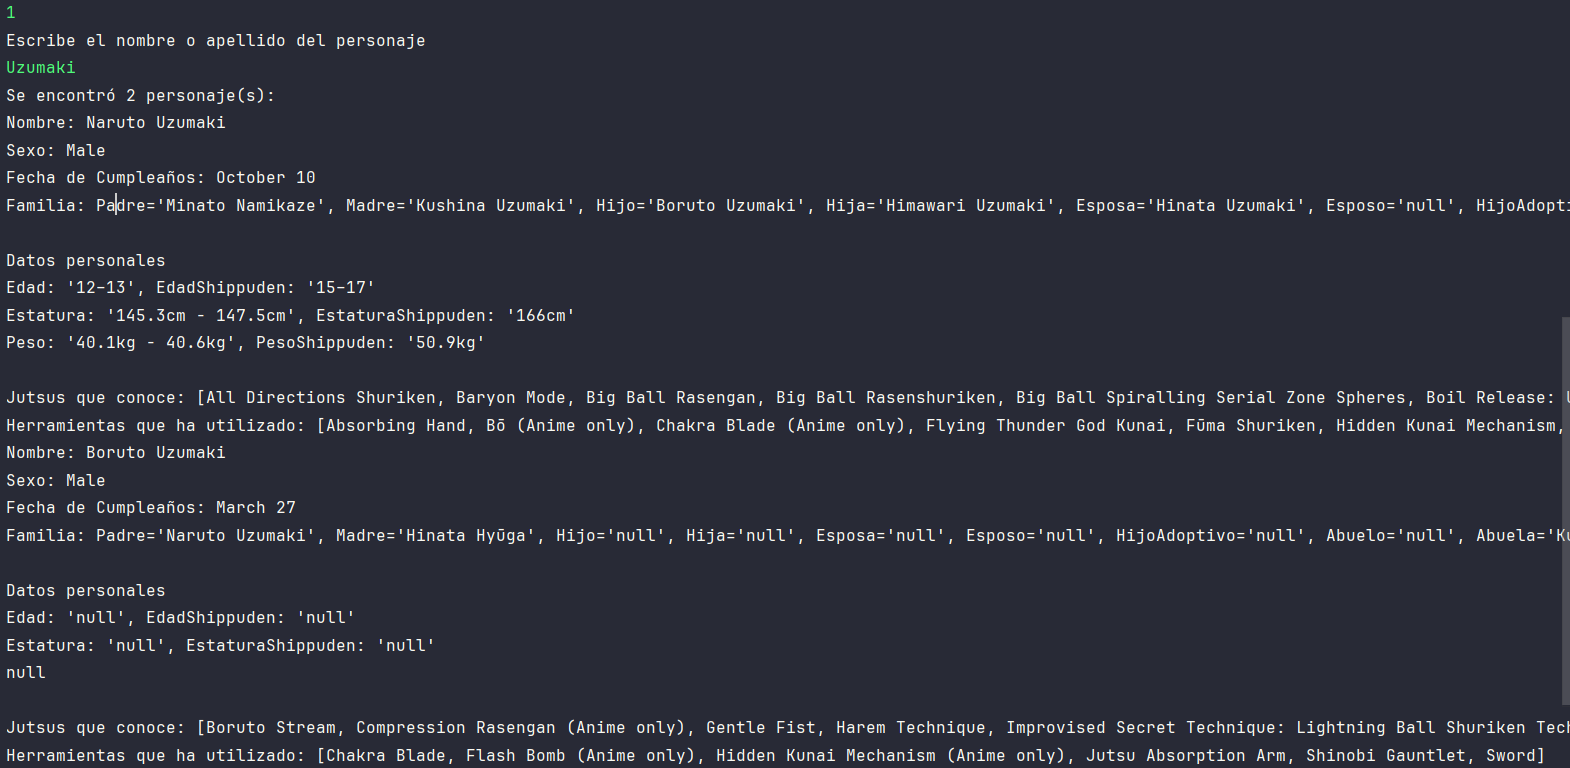 1
Escribe el nombre o apellido del personaje
Uzumaki
Se encontró 2 personaje(s):
Nombre: Naruto Uzumaki
Sexo: Male
Fecha de Cumpleaños: October 10
Familia: Padre='Minato Namikaze', Madre='Kushina Uzumaki', Hijo='Boruto Uzumaki', Hija='Himawari Uzumaki', Esposa='Hinata Uzumaki', Esposo='null', HijoAdopti
Datos personales
Edad: '12–13', EdadShippuden: '15–17'
Estatura: '145.3cm - 147.5cm', EstaturaShippuden: '166cm'
Peso: '40.1kg - 40.6kg', PesoShippuden: '50.9kg'
Jutsus que conoce: [All Directions Shuriken, Baryon Mode, Big Ball Rasengan, Big Ball Rasenshuriken, Big Ball Spiralling Serial Zone Spheres, Boil Release:
Herramientas que ha utilizado: [Absorbing Hand, Bō (Anime only), Chakra Blade (Anime only), Flying Thunder God Kunai, Fūma Shuriken, Hidden Kunai Mechanism,
Nombre: Boruto Uzumaki
Sexo: Male
Fecha de Cumpleaños: March 27
Familia: Padre='Naruto Uzumaki', Madre='Hinata Hyūga', Hijo='null', Hija='null', Esposa='null', Esposo='null', HijoAdoptivo='null', Abuelo='null', Abuela='Ku
Datos personales
Edad: 'null', EdadShippuden: 'null'
Estatura: 'null', EstaturaShippuden: 'null'
null
Jutsus que conoce: [Boruto Stream, Compression Rasengan (Anime only), Gentle Fist, Harem Technique, Improvised Secret Technique: Lightning Ball Shuriken Tech
Herramientas que ha utilizado: [Chakra Blade, Flash Bomb (Anime only), Hidden Kunai Mechanism (Anime only), Jutsu Absorption Arm, Shinobi Gauntlet, Sword]